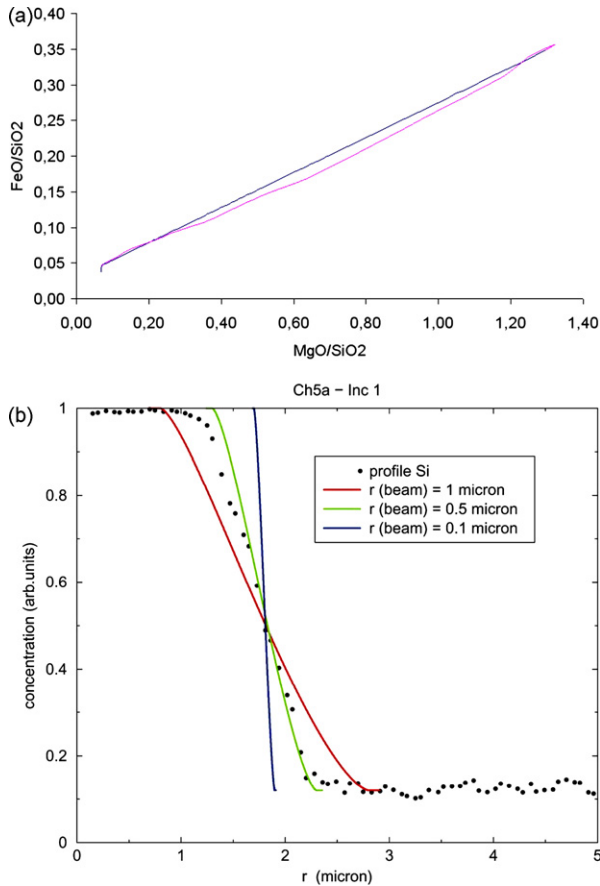 (a)
0,40
0,35
0,30
0,25
0,20
0,15
0,10
0,05
0,00
FeO/SiO2
0,00 0,20 0,40 0,60 0,80 1,00 1,20 1,40
MgO/SiO2
Ch5a – Inc 1
(b)
1
0.8
0.6
0.4
0.2
0
concentration (arb.units)
profile Si
r (beam) = 1 micron
r (beam) = 0.5 micron
r (beam) = 0.1 micron
0 1 2 3 4 5
r (micron)